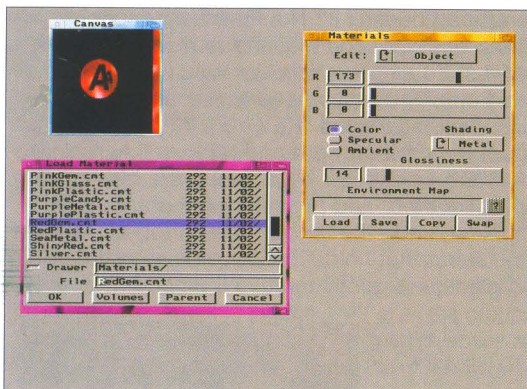 Canvas
A
Materials
Edit: Object
R 173
G 0
B 0
Color Shading
Specular
Ambient Metal
Glossiness
14
Environment Map
?
Load Save Copy Swap
Load Material
PinkGem.cmt 292 11/02/
PinkGlass.cmt 292 11/02/
PinkPlastic.cmt 292 11/02/
PurpleCandy.cmt 292 11/02/
PurpleMetal.cmt 292 11/02/
PurplePlastic.cmt 292 11/02/
RedGem.cmt 292 11/02/
RedPlastic.cmt 292 11/02/
SeaMetal.cmt 292 11/02/
ShinyRed.cmt 292 11/02/
Silver.cmt 292 11/02/
Drawer Materials/
File RedGem.cmt
OK Volumes Parent Cancel